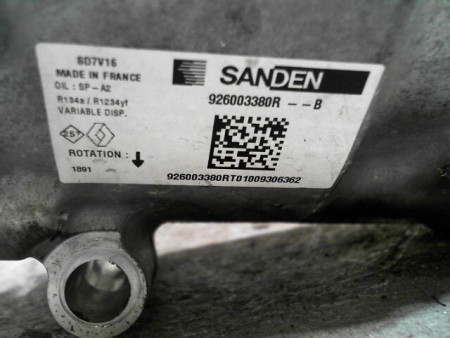 SD7V16
MADE IN FRANCE
OIL : SP-A2
R134a / R1234yf
VARIABLE DISP.
ROTATION :
1891
SANDEN
926003380R -- B
926003380RT01009306362